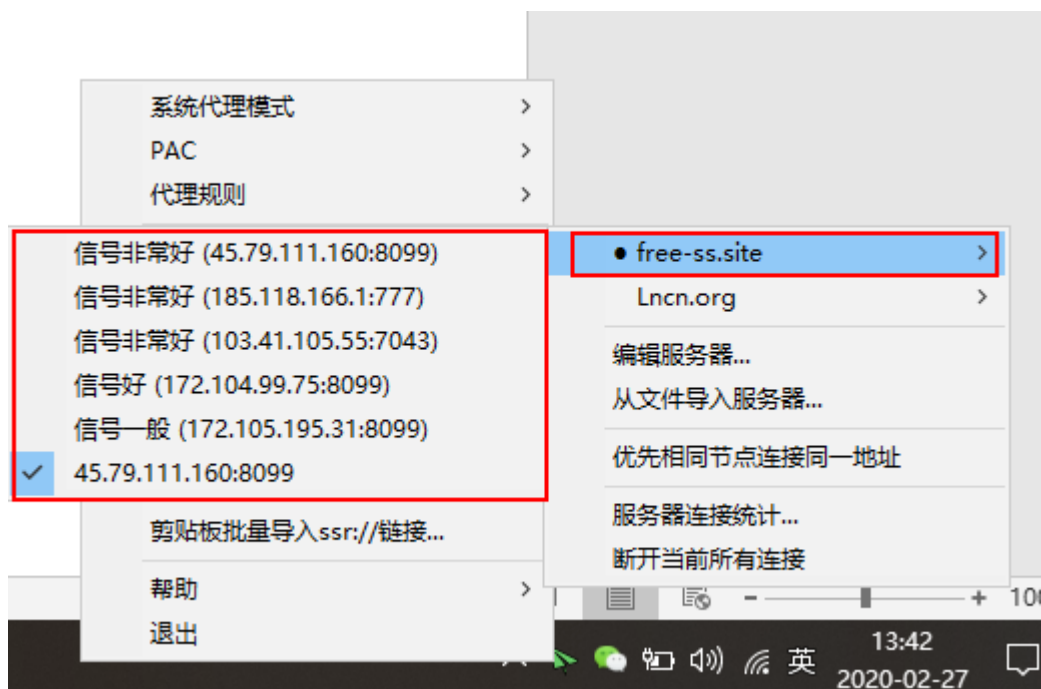 系统代理模式
PAC
代理规则
信号非常好 (45.79.111.160:8099)
信号非常好 (185.118.166.1:777)
信号非常好 (103.41.105.55:7043)
信号好 (172.104.99.75:8099)
信号一般 (172.105.195.31:8099)
45.79.111.160:8099
● free-ss.site
Lncn.org
编辑服务器...
从文件导入服务器...
优先相同节点连接同一地址
服务器连接统计...
断开当前所有连接
剪贴板批量导入ssr://链接...
帮助
退出
英
13:42
2020-02-27